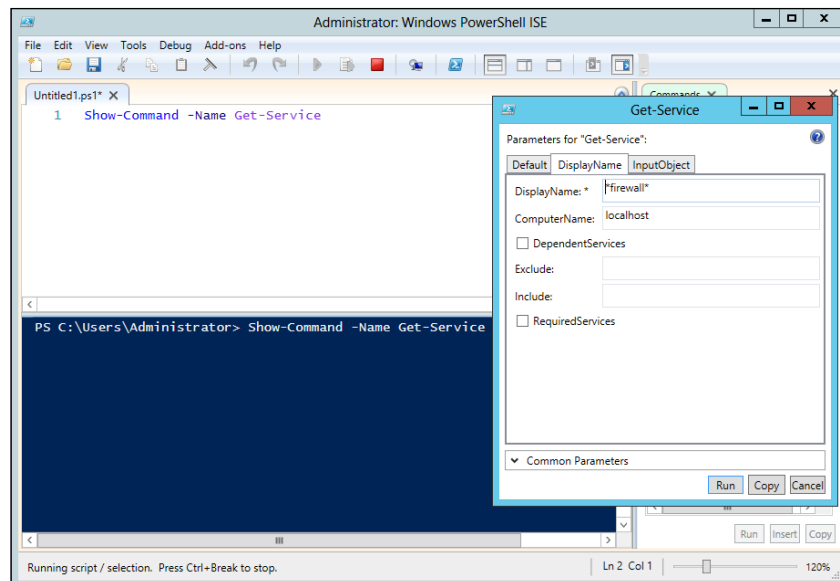 Administrator: Windows PowerShell ISE
File Edit View Tools Debug Add-ons Help
Untitled1.ps1* X
Commands X
1 Show-Command -Name Get-Service
Get-Service
Parameters for "Get-Service":
Default DisplayName InputObject
DisplayName: * *firewall*
ComputerName: localhost
DependentServices
Exclude:
Include:
RequiredServices
Common Parameters
Run Copy Cancel
PS C:\Users\Administrator> Show-Command -Name Get-Service
Run Insert Copy
Running script / selection. Press Ctrl+Break to stop.
Ln 2 Col 1
120%